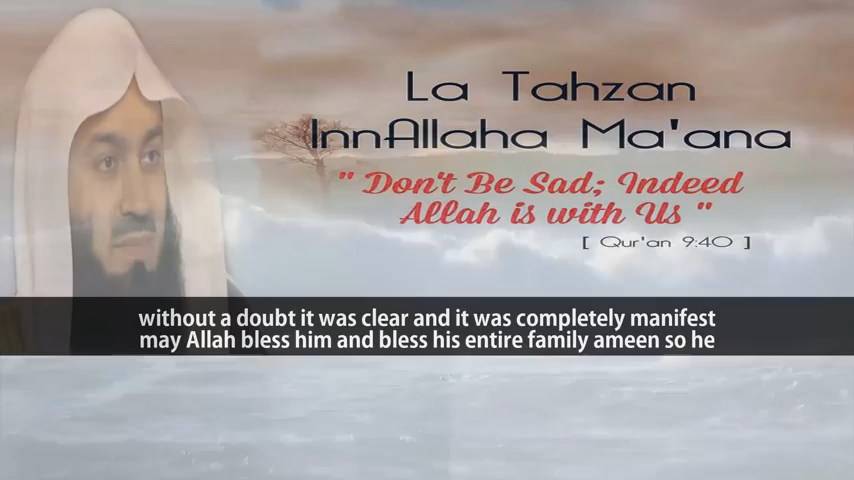 La Tahzan
InnAllaha Ma'ana
" Don't Be Sad; Indeed
Allah is with Us "
[ Qur'an 9:40 ]
without a doubt it was clear and it was completely manifest
may Allah bless him and bless his entire family ameen so he